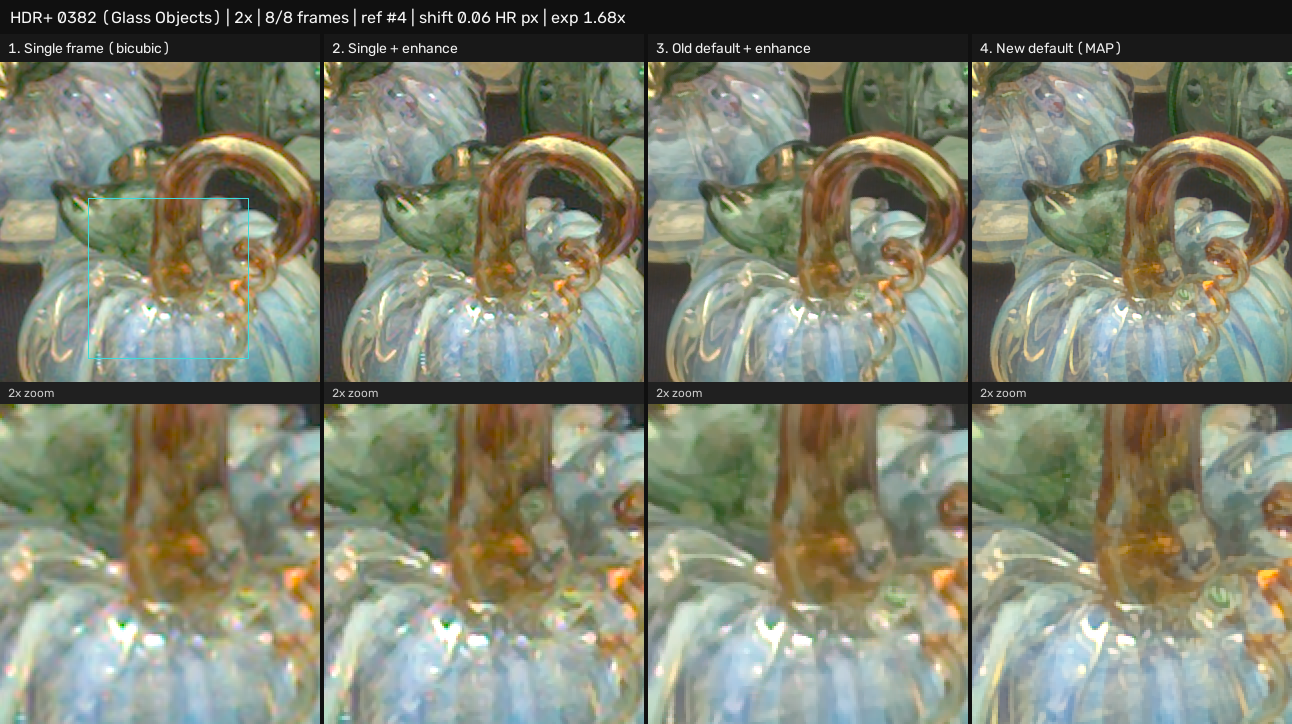 HDR+ 0382 (Glass Objects) | 2x | 8/8 frames | ref #4 | shift 0.06 HR px | exp 1.68x
1. Single frame (bicubic)
2. Single + enhance
3. Old default + enhance
4. New default (MAP)
2x zoom
2x zoom
2x zoom
2x zoom